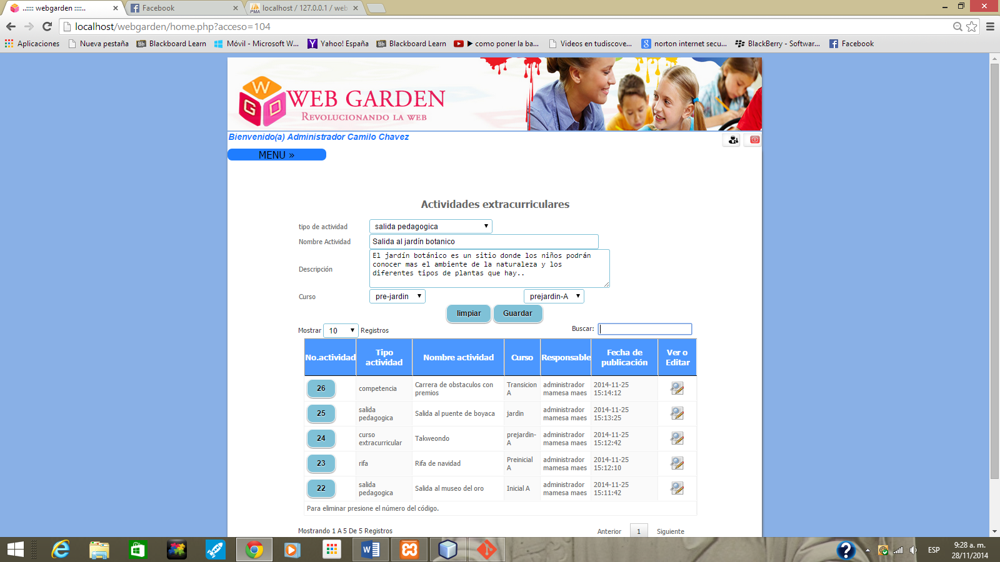 ..:::: webgarden ::::..
Facebook
localhost / 127.0.0.1 / web
localhost/webgarden/home.php?acceso=104
Aplicaciones
Nueva pestaña
Blackboard Learn
Móvil - Microsoft W...
Yahoo! España
Blackboard Learn
como poner la ba...
Videos en tudiscove...
norton internet secu...
BlackBerry - Softwar...
Facebook
WGD
WEB GARDEN
REVOLUCIONANDO LA WEB
Bienvenido(a) Administrador Camilo Chavez
MENU »
Actividades extracurriculares
tipo de actividad
salida pedagogica
Nombre Actividad
Salida al jardín botanico
Descripción
El jardín botánico es un sitio donde los niños podrán
conocer mas el ambiente de la naturaleza y los
diferentes tipos de plantas que hay..
Curso
pre-jardin
prejardin-A
limpiar
Guardar
Mostrar 10 Registros
Buscar:
No.actividad
Tipo
actividad
Nombre actividad
Curso
Responsable
Fecha de
publicación
Ver o
Editar
26
competencia
Carrera de obstaculos con
premios
Transicion
A
administrador
mamesa maes
2014-11-25
15:14:12
25
salida
pedagogica
Salida al puente de boyaca
jardin
administrador
mamesa maes
2014-11-25
15:13:25
24
curso
extracurricular
Takweondo
prejardin-
A
administrador
mamesa maes
2014-11-25
15:12:42
23
rifa
Rifa de navidad
Preinicial
A
administrador
mamesa maes
2014-11-25
15:12:10
22
salida
pedagogica
Salida al museo del oro
Inicial A
administrador
mamesa maes
2014-11-25
15:11:42
Para eliminar presione el número del código.
Mostrando 1 A 5 De 5 Registros
Anterior
1
Siguiente
ESP
9:28 a. m.
28/11/2014